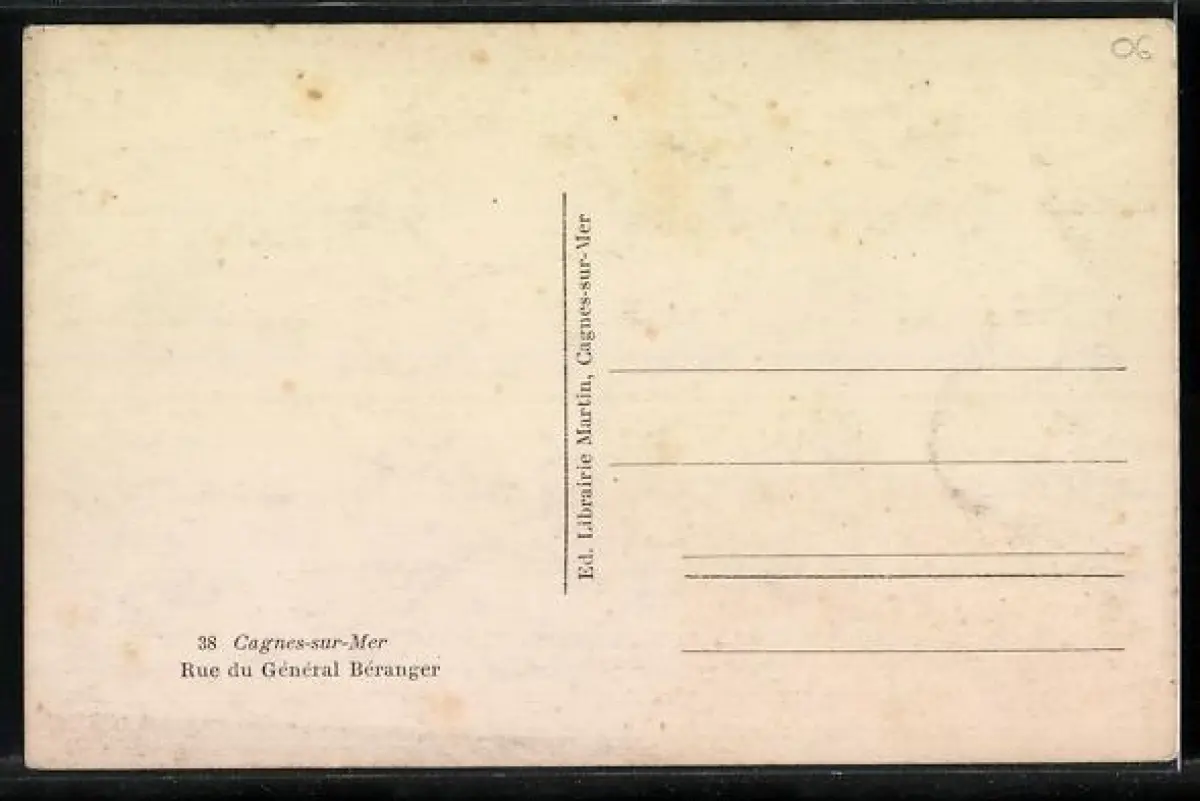 06
Ed. Librairie Martin, Cagnes-sur-Mer
38 Cagnes-sur-Mer
Rue du Général Béranger